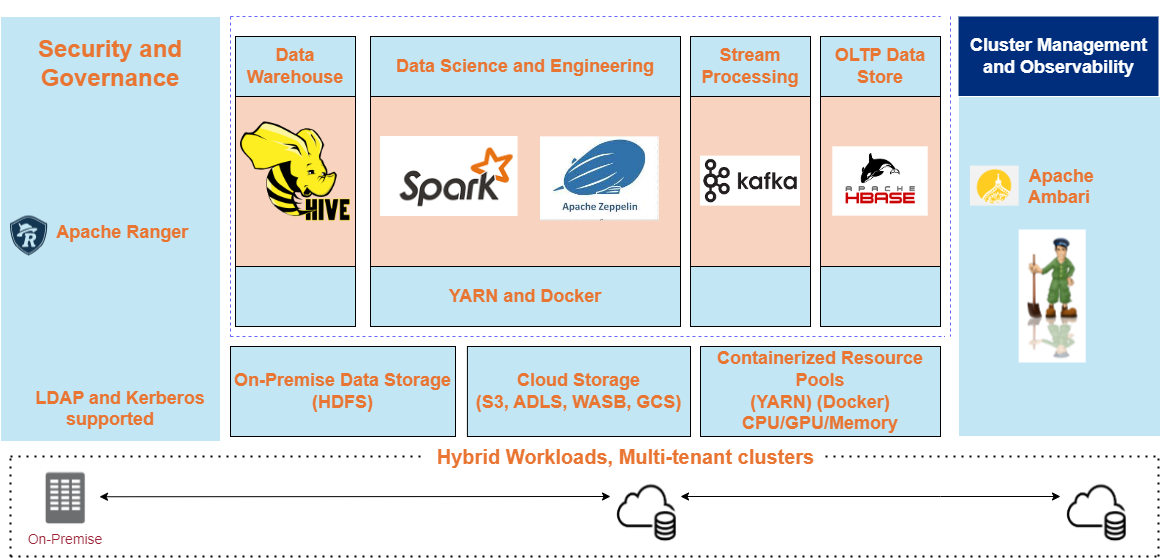 Security and
Governance
Apache Ranger
LDAP and Kerberos
supported
Data
Warehouse
HIVE
Data Science and Engineering
Spark
Apache Zeppelin
YARN and Docker
Stream
Processing
kafka
OLTP Data
Store
APACHE
HBASE
Cluster Management
and Observability
Apache
Ambari
On-Premise Data Storage
(HDFS)
Cloud Storage
(S3, ADLS, WASB, GCS)
Containerized Resource
Pools
(YARN) (Docker)
CPU/GPU/Memory
Hybrid Workloads, Multi-tenant clusters
On-Premise